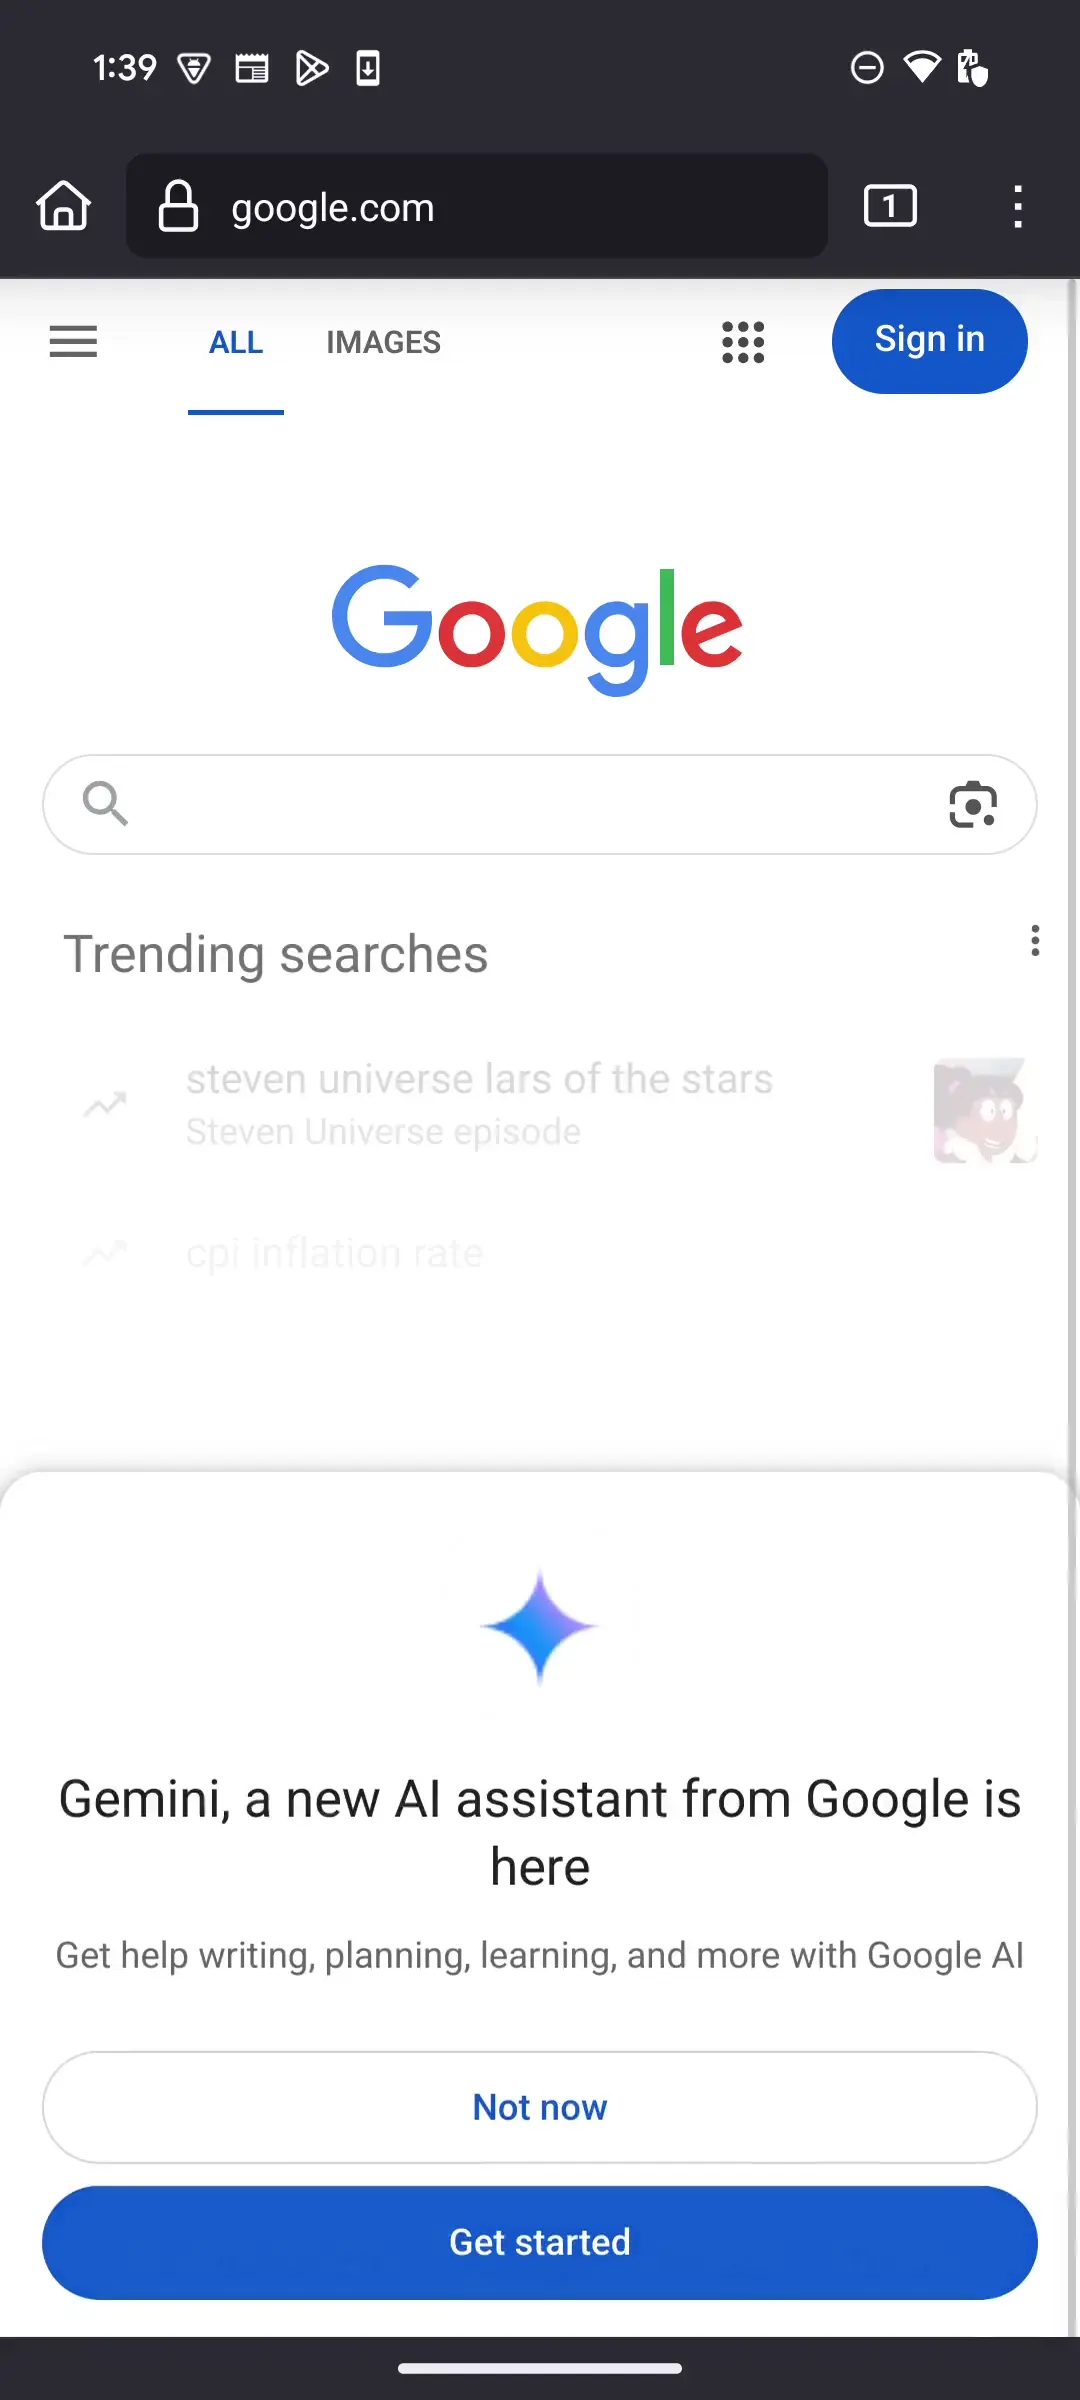 1:39
google.com
1
ALL
IMAGES
Sign in
Google
Trending searches
steven universe lars of the stars
Steven Universe episode
cpi inflation rate
Gemini, a new AI assistant from Google is
here
Get help writing, planning, learning, and more with Google AI
Not now
Get started